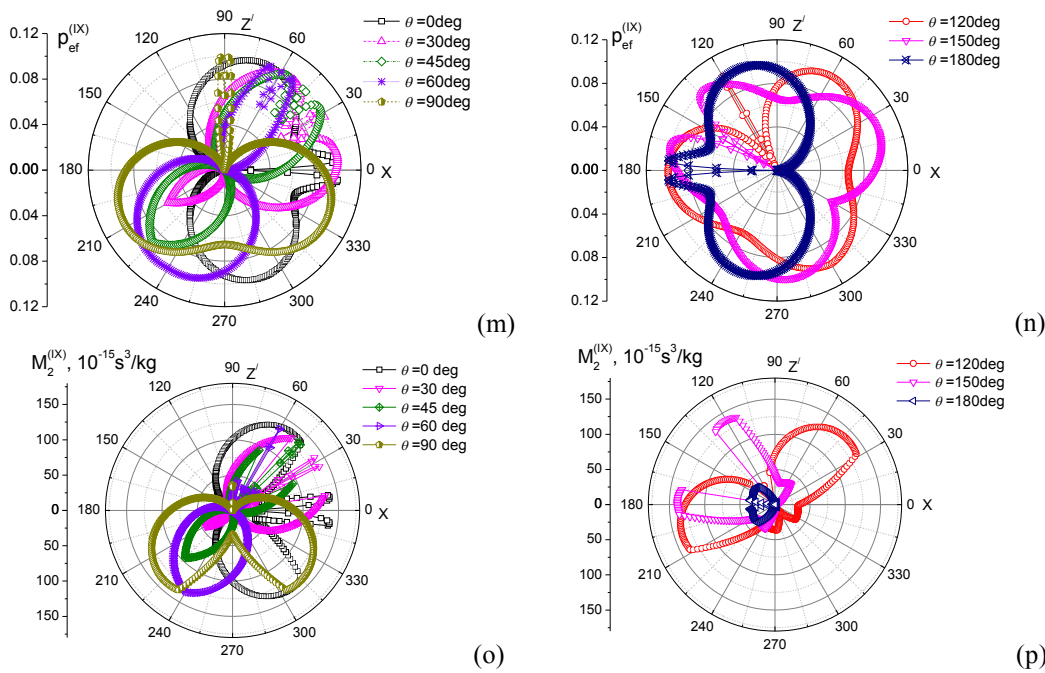 p_ef^(IX)
90
Z/
120
60
150
30
180
0
X
210
330
240
300
270
0.12
0.08
0.04
0.00
0.04
0.08
0.12
θ =0deg
θ =30deg
θ =45deg
θ =60deg
θ =90deg
(m)
p_ef^(IX)
90
Z/
120
60
150
30
180
0
X
210
330
240
300
270
0.12
0.08
0.04
0.00
0.04
0.08
0.12
θ =120deg
θ =150deg
θ =180deg
(n)
M_2^(IX), 10^-15 s^3/kg
90
Z/
120
60
150
30
180
0
X
210
330
240
300
270
150
100
50
0
50
100
150
θ =0 deg
θ =30 deg
θ =45 deg
θ =60 deg
θ =90 deg
(o)
M_2^(IX), 10^-15 s^3/kg
90
Z/
120
60
150
30
180
0
X
210
330
240
300
270
150
100
50
0
50
100
150
θ =120deg
θ =150deg
θ =180deg
(p)